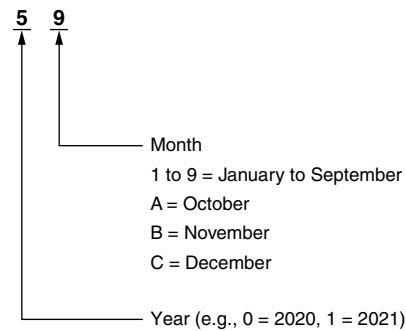 5 9
Month
1 to 9 = January to September
A = October
B = November
C = December
Year (e.g., 0 = 2020, 1 = 2021)